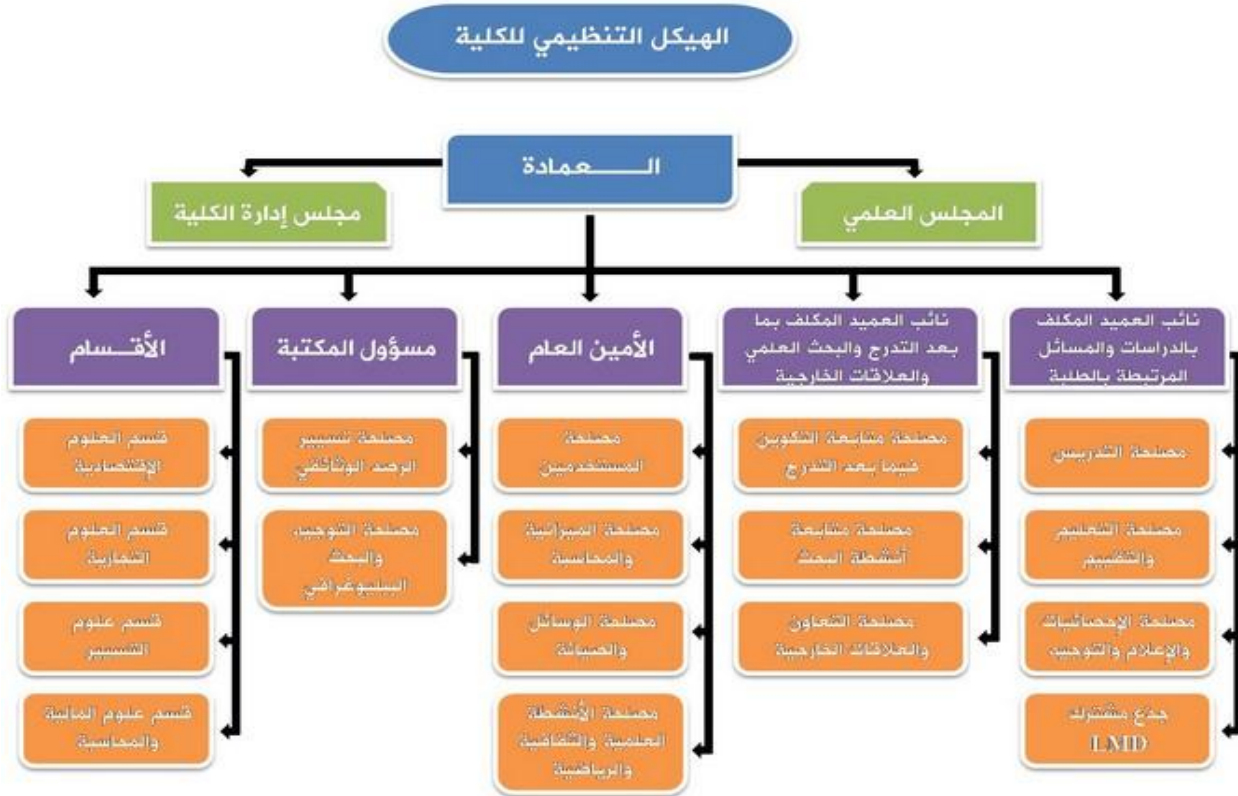 الهيكل التنظيمي للكلية
العمادة
المجلس العلمي
مجلس إدارة الكلية
نائب العميد المكلف
بالدراسات والمسائل
المرتبطة بالطلبة
نائب العميد المكلف بما
بعد التدرج والبحث العلمي
والعلاقات الخارجية
الأمين العام
مسؤول المكتبة
الأقسام
مصلحة التدريس
مصلحة التعليم
والتقييم
مصلحة الإحصائيات
والإعلام والتوجيه
جذع مشترك
LMD
مصلحة متابعة التكوين
فيما بعد التدرج
مصلحة متابعة
أنشطة البحث
مصلحة التعاون
والعلاقات الخارجية
مصلحة
المستخدمين
مصلحة الميزانية
والمحاسبة
مصلحة الوسائل
والصيانة
مصلحة الأنشطة
العلمية والثقافية
والرياضية
مصلحة تسيير
الرصد الوثائقي
مصلحة التوجيه
والبحث
البيليوغرافي
قسم العلوم
الإقتصادية
قسم العلوم
التجارية
قسم علوم
التسيير
قسم علوم المالية
والمحاسبة